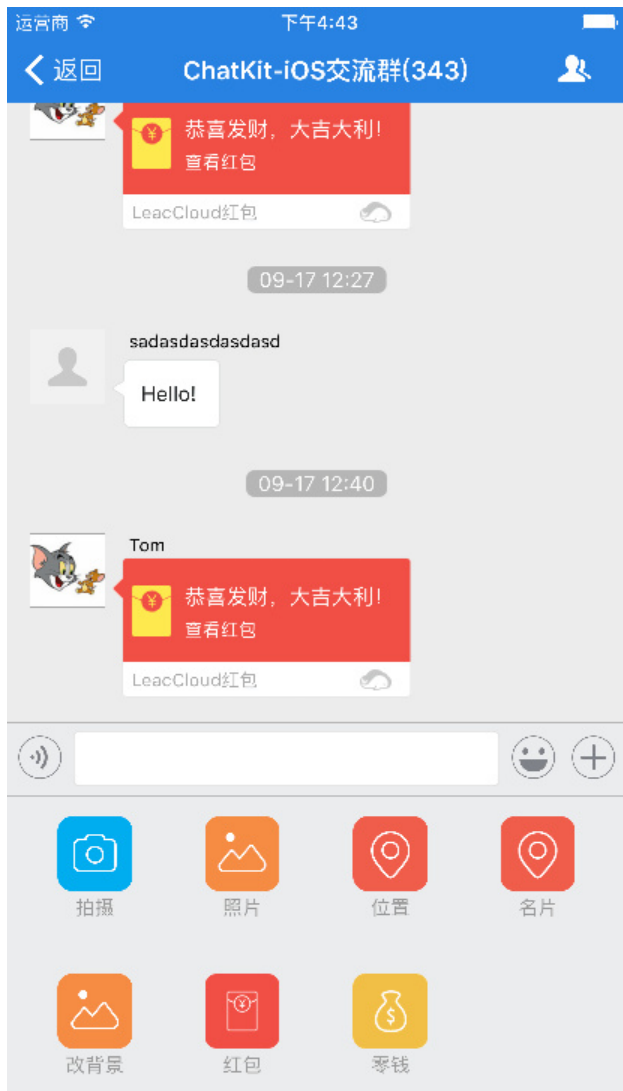 运营商 下午4:43
返回 ChatKit-iOS交流群(343)
恭喜发财，大吉大利！
查看红包
LeacCloud红包
09-17 12:27
sadasdasdasdasd
Hello!
09-17 12:40
Tom
恭喜发财，大吉大利！
查看红包
LeacCloud红包
拍摄 照片 位置 名片
改背景 红包 零钱